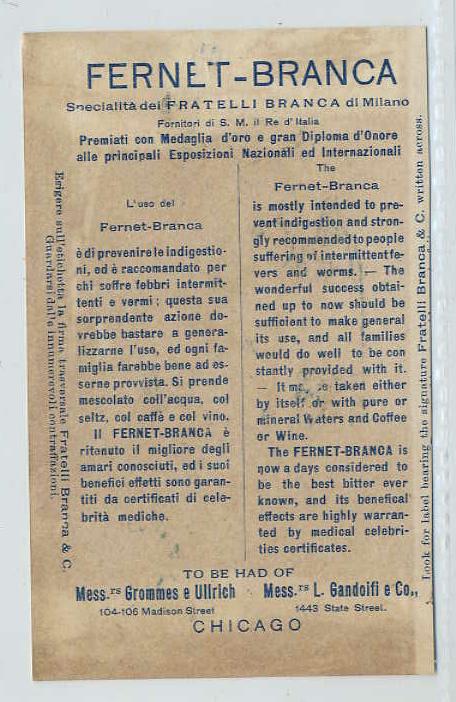 FERNET-BRANCA
Specialità dei FRATELLI BRANCA di Milano
Fornitori di S. M. il Re d'Italia
Premiati con Medaglia d'oro e gran Diploma d'Onore
alle principali Esposizioni Nazionali ed Internazionali
L'uso del
Fernet-Branca
è di prevenire le indigestio-
ni, ed è raccomandato per
chi soffre febbri intermit-
tenti e vermi; questa sua
sorprendente azione do-
vrebbe bastare a genera-
lizzarne l'uso, ed ogni fa-
miglia farebbe bene ad es-
serne provvista. Si prende
mescolato coll'acqua, col
seltz, col caffè e col vino.
Il FERNET-BRANCA è
ritenuto il migliore degli
amari conosciuti, ed i suoi
benefici effetti sono garan-
titi da certificati di cele-
brità mediche.
The
Fernet-Branca
is mostly intended to pre-
vent indigestion and stron-
gly recommended to people
suffering of intermittent fe-
vers and worms. — The
wonderful success obtai-
ned up to now should be
sufficient to make general
its use, and all families
would do well to be con
stantly provided with it.
— It may be taken either
by itself or with pure or
mineral Waters and Coffee
or Wine.
The FERNET-BRANCA is
now a days considered to
be the best bitter ever
known, and its benefical
effects are highly warran-
ted by medical celebri-
ties certificates.
Esigere sull'etichetta la firma trasversale Fratelli Branca & C.
Guardarsi dalle innumerevoli contraffazioni.
Look for label bearing the signature Fratelli Branca & C. written across.
TO BE HAD OF
Mess.rs Grommes e Ullrich
104-106 Madison Street
Mess.rs L. Gandolfi e Co.,
1443 State Street.
CHICAGO